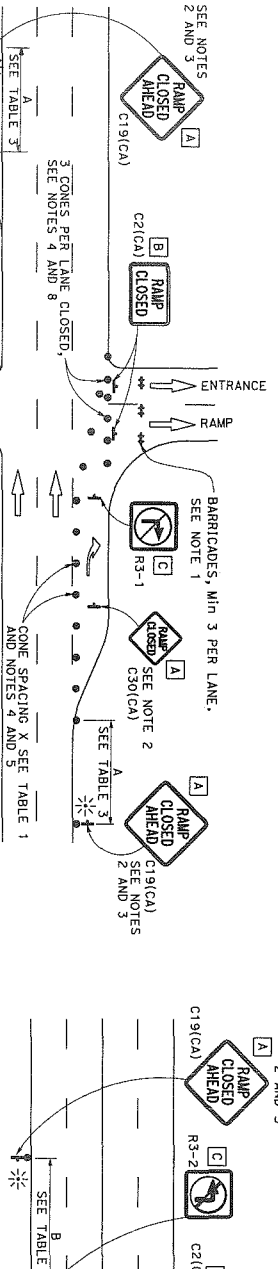 SEE NOTES
2 AND 3
A
RAMP
CLOSED
AHEAD
C19(CA)
A
SEE TABLE 3
B
C2(CA)
RAMP
CLOSED
3 CONES PER LANE CLOSED,
SEE NOTES 4 AND 8
ENTRANCE
RAMP
BARRICADES, Min 3 PER LANE,
SEE NOTE 1
C
R3-1
A
RAMP
CLOSED
SEE NOTE 2
C30(CA)
A
SEE TABLE 3
A
RAMP
CLOSED
AHEAD
C19(CA)
SEE NOTES
2 AND 3
CONE SPACING X SEE TABLE 1
AND NOTES 4 AND 5
A
2 AND 3
RAMP
CLOSED
AHEAD
C19(CA)
C
R3-2
B
SEE TABLE